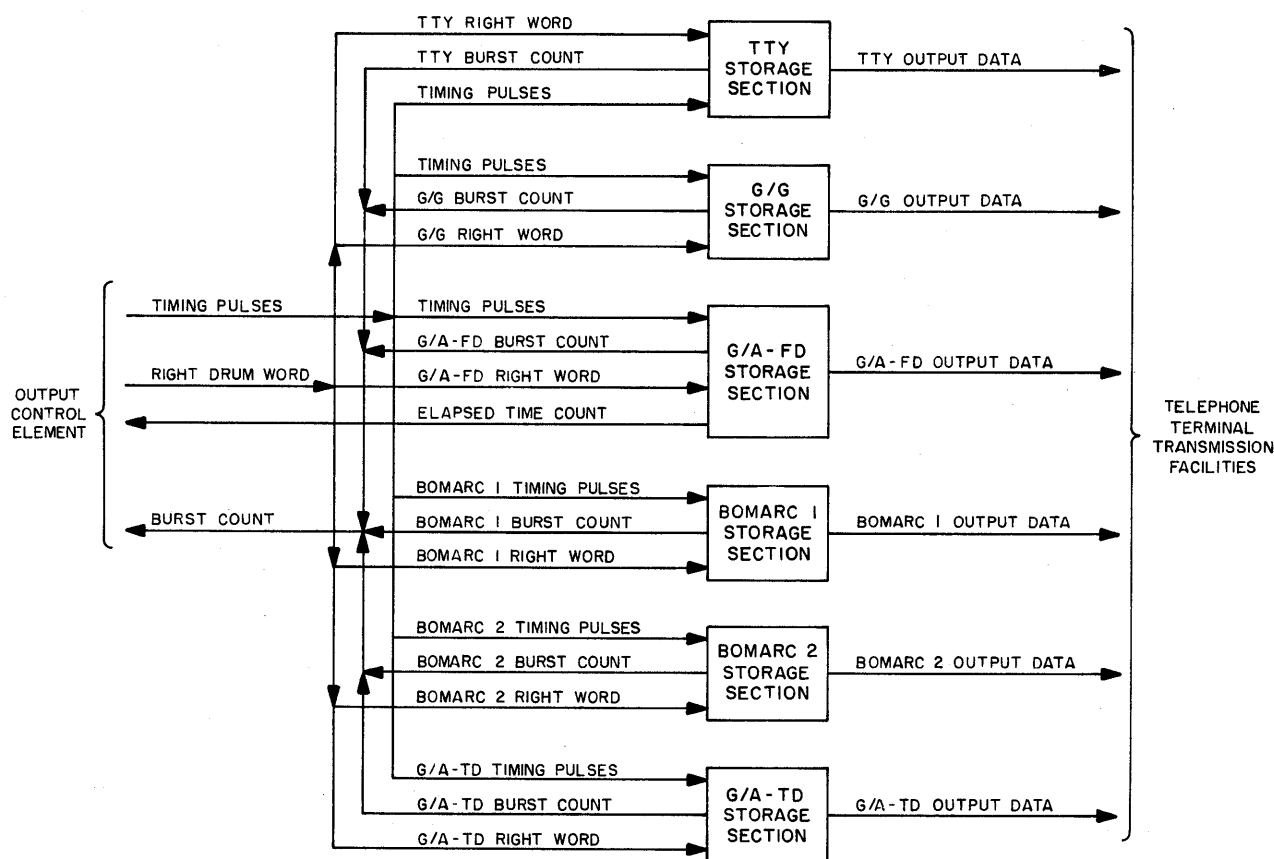 TTY RIGHT WORD
TTY BURST COUNT
TIMING PULSES
TTY
STORAGE
SECTION
TTY OUTPUT DATA
TIMING PULSES
G/G BURST COUNT
G/G RIGHT WORD
G/G
STORAGE
SECTION
G/G OUTPUT DATA
OUTPUT
CONTROL
ELEMENT
TIMING PULSES
RIGHT DRUM WORD
BURST COUNT
TIMING PULSES
G/A-FD BURST COUNT
G/A-FD RIGHT WORD
ELAPSED TIME COUNT
G/A-FD
STORAGE
SECTION
G/A-FD OUTPUT DATA
TELEPHONE
TERMINAL
TRANSMISSION
FACILITIES
BOMARC 1 TIMING PULSES
BOMARC 1 BURST COUNT
BOMARC 1 RIGHT WORD
BOMARC 1
STORAGE
SECTION
BOMARC 1 OUTPUT DATA
BOMARC 2 TIMING PULSES
BOMARC 2 BURST COUNT
BOMARC 2 RIGHT WORD
BOMARC 2
STORAGE
SECTION
BOMARC 2 OUTPUT DATA
G/A-TD TIMING PULSES
G/A-TD BURST COUNT
G/A-TD RIGHT WORD
G/A-TD
STORAGE
SECTION
G/A-TD OUTPUT DATA